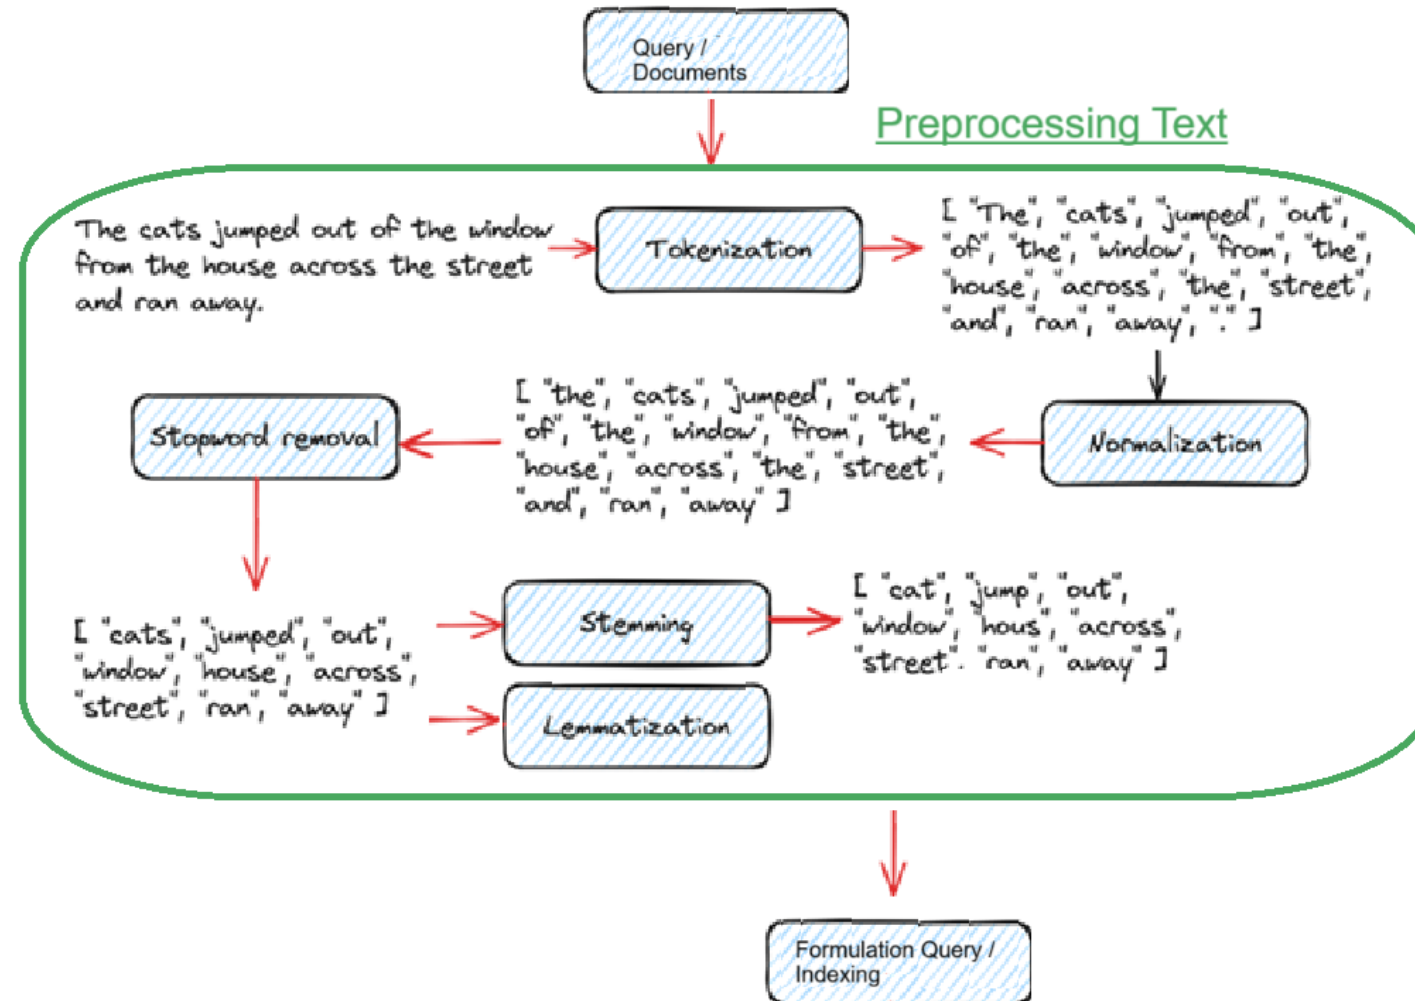 Query /
Documents
Preprocessing Text
The cats jumped out of the window
from the house across the street
and ran away.
Tokenization
[ "The", "cats", "jumped", "out",
"of", "the", "window", "from", "the",
"house", "across", "the", "street",
"and", "ran", "away", "." ]
Normalization
[ "the", "cats", "jumped", "out",
"of", "the", "window", "from", "the",
"house", "across", "the", "street",
"and", "ran", "away" ]
Stopword removal
[ "cats", "jumped", "out",
"window", "house", "across",
"street", "ran", "away" ]
Stemming
[ "cat", "jump", "out",
"window", "hous", "across",
"street". "ran", "away" ]
Lemmatization
Formulation Query /
Indexing